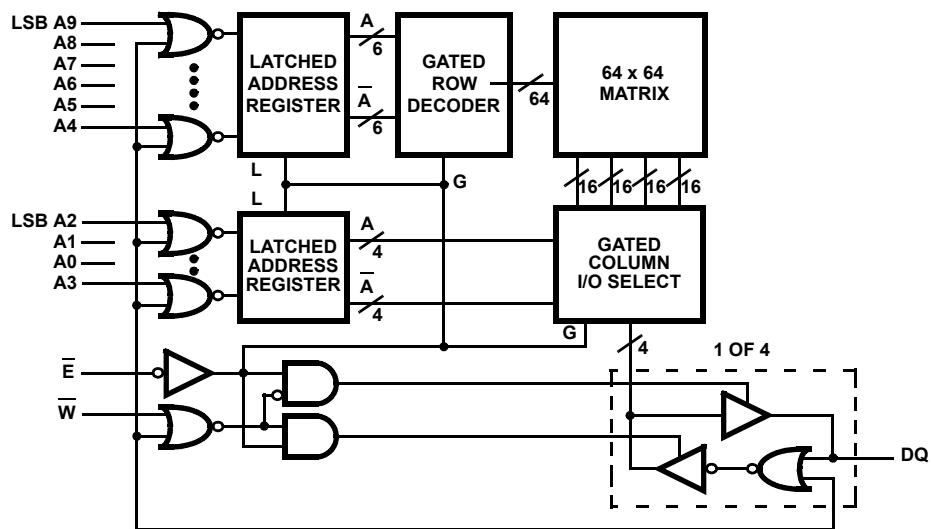 LSB A9
A8
A7
A6
A5
A4
LATCHED
ADDRESS
REGISTER
A
6
A
6
GATED
ROW
DECODER
64
64 x 64
MATRIX
L
L
G
16
16
16
16
LSB A2
A1
A0
A3
LATCHED
ADDRESS
REGISTER
A
4
A
4
GATED
COLUMN
I/O SELECT
G
4
1 OF 4
E
W
DQ